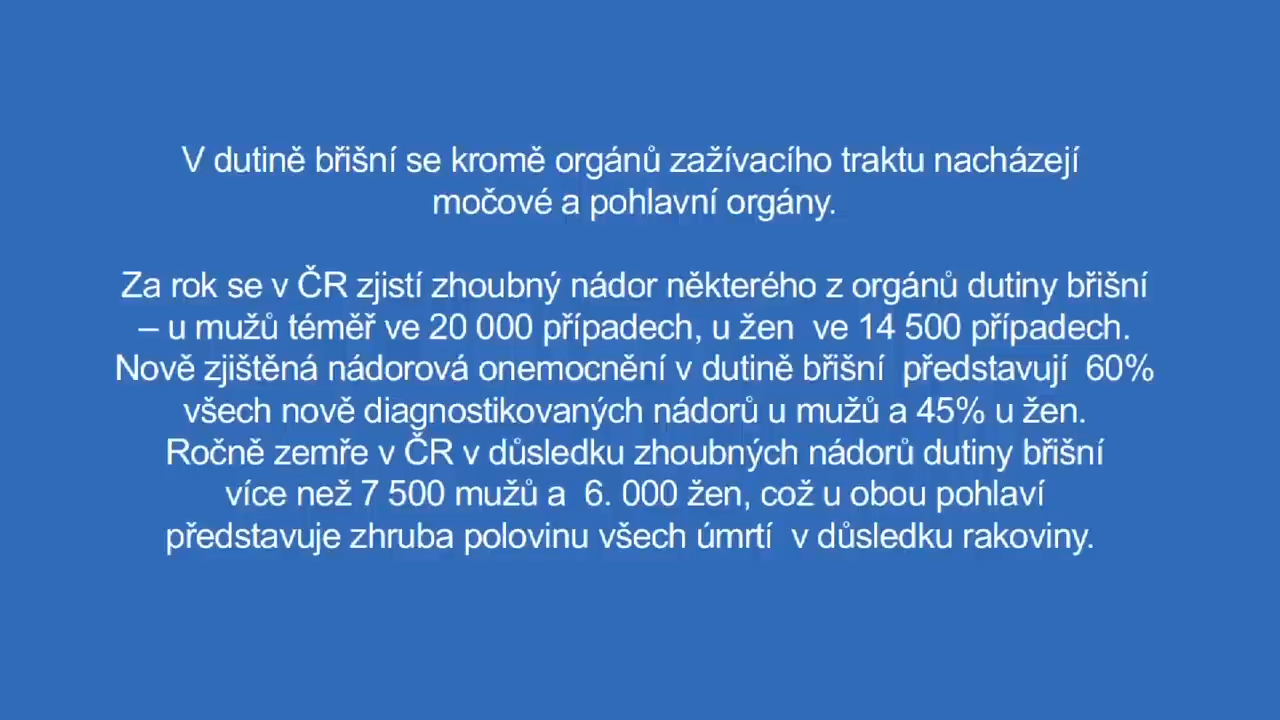 V dutině břišní se kromě orgánů zažívacího traktu nacházejí
močové a pohlavní orgány.
Za rok se v ČR zjistí zhoubný nádor některého z orgánů dutiny břišní
– u mužů téměř ve 20 000 případech, u žen  ve 14 500 případech.
Nově zjištěná nádorová onemocnění v dutině břišní  představují  60%
všech nově diagnostikovaných nádorů u mužů a 45% u žen.
Ročně zemře v ČR v důsledku zhoubných nádorů dutiny břišní
více než 7 500 mužů a  6. 000 žen, což u obou pohlaví
představuje zhruba polovinu všech úmrtí  v důsledku rakoviny.